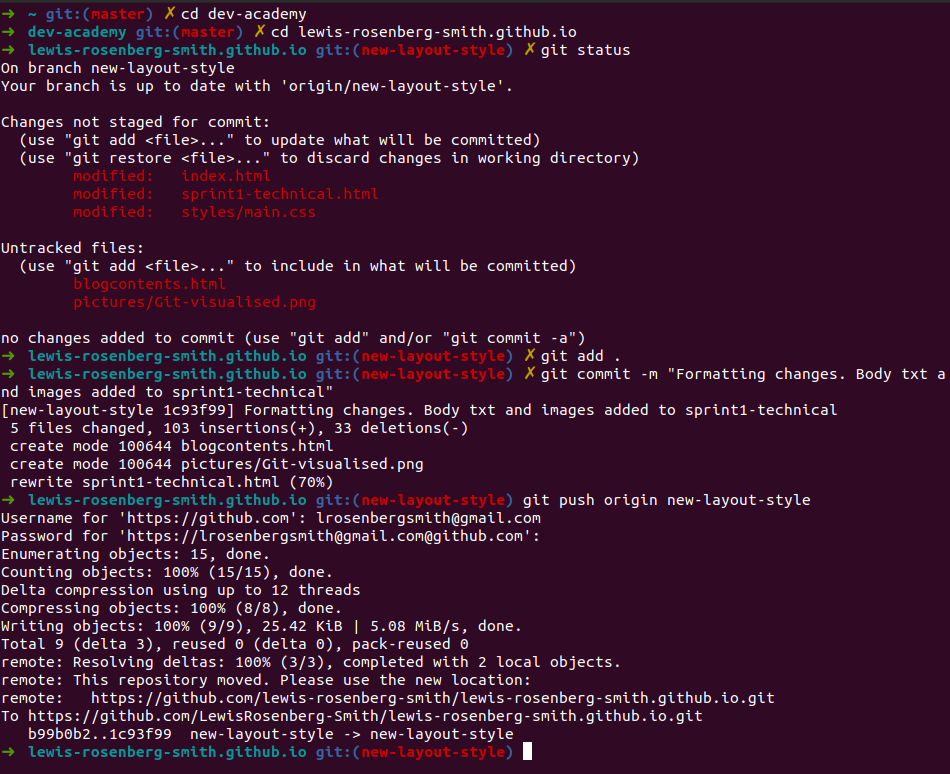 ➜  ~ git:(master) ✗ cd dev-academy
➜  dev-academy git:(master) ✗ cd lewis-rosenberg-smith.github.io
➜  lewis-rosenberg-smith.github.io git:(new-layout-style) ✗ git status
On branch new-layout-style
Your branch is up to date with 'origin/new-layout-style'.

Changes not staged for commit:
  (use "git add <file>..." to update what will be committed)
  (use "git restore <file>..." to discard changes in working directory)
        modified:   index.html
        modified:   sprint1-technical.html
        modified:   styles/main.css

Untracked files:
  (use "git add <file>..." to include in what will be committed)
        blogcontents.html
        pictures/Git-visualised.png

no changes added to commit (use "git add" and/or "git commit -a")
➜  lewis-rosenberg-smith.github.io git:(new-layout-style) ✗ git add .
➜  lewis-rosenberg-smith.github.io git:(new-layout-style) ✗ git commit -m "Formatting changes. Body txt a
nd images added to sprint1-technical"
[new-layout-style 1c93f99] Formatting changes. Body txt and images added to sprint1-technical
 5 files changed, 103 insertions(+), 33 deletions(-)
 create mode 100644 blogcontents.html
 create mode 100644 pictures/Git-visualised.png
 rewrite sprint1-technical.html (70%)
➜  lewis-rosenberg-smith.github.io git:(new-layout-style) git push origin new-layout-style
Username for 'https://github.com': lrosenbergsmith@gmail.com
Password for 'https://lrosenbergsmith@gmail.com@github.com':
Enumerating objects: 15, done.
Counting objects: 100% (15/15), done.
Delta compression using up to 12 threads
Compressing objects: 100% (8/8), done.
Writing objects: 100% (9/9), 25.42 KiB | 5.08 MiB/s, done.
Total 9 (delta 3), reused 0 (delta 0), pack-reused 0
remote: Resolving deltas: 100% (3/3), completed with 2 local objects.
remote: This repository moved. Please use the new location:
remote:   https://github.com/lewis-rosenberg-smith/lewis-rosenberg-smith.github.io.git
To https://github.com/LewisRosenberg-Smith/lewis-rosenberg-smith.github.io.git
   b99b0b2..1c93f99  new-layout-style -> new-layout-style
➜  lewis-rosenberg-smith.github.io git:(new-layout-style)